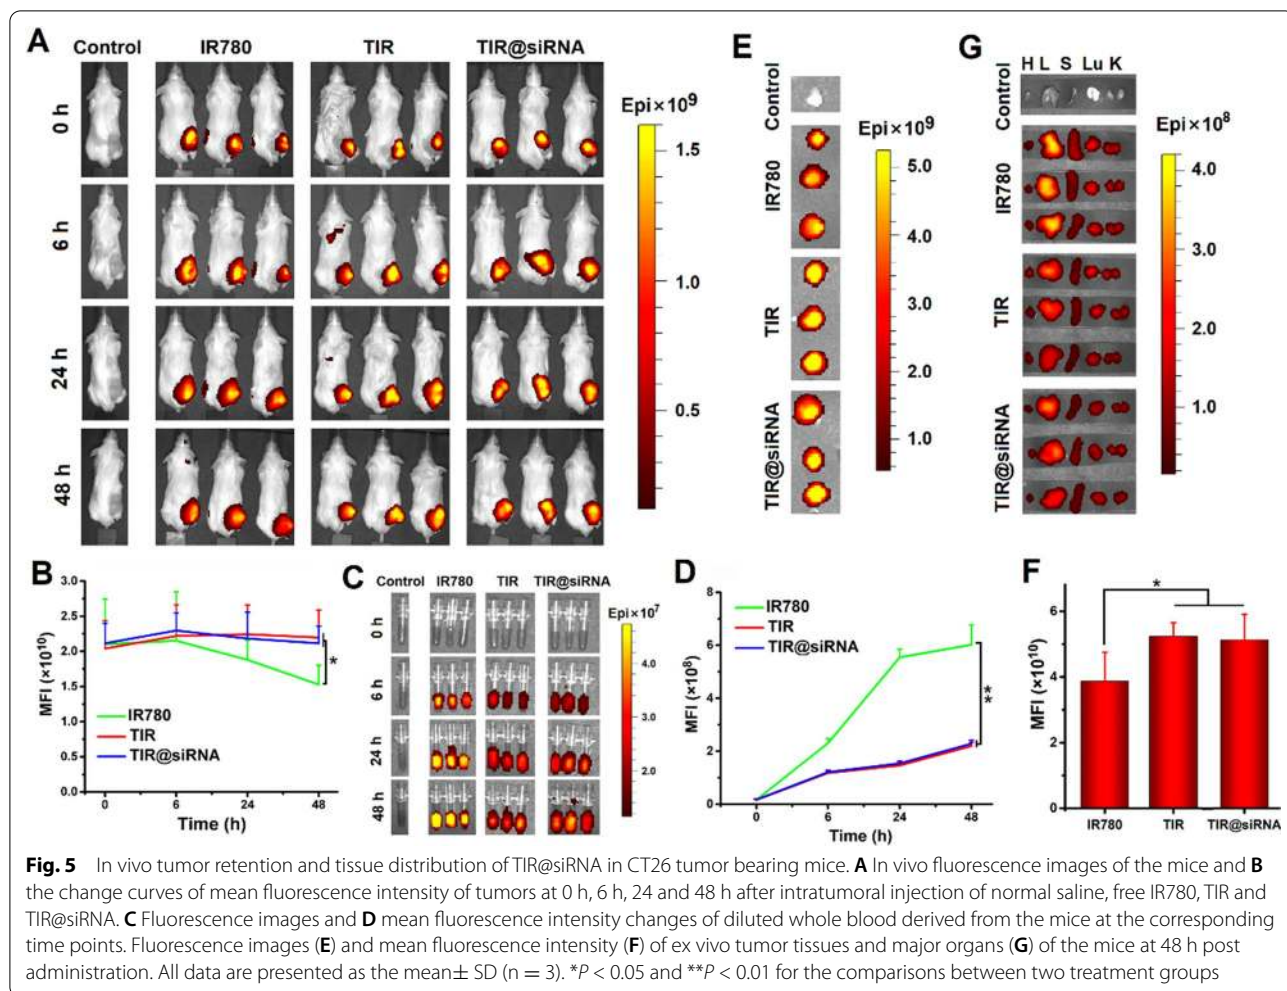 A
Control IR780 TIR TIR@siRNA
0 h
6 h
24 h
48 h
Epi×10⁹
1.5
1.0
0.5
E
Control
IR780
TIR
TIR@siRNA
Epi×10⁹
5.0
4.0
3.0
2.0
1.0
G
H L S Lu K
Control
IR780
TIR
TIR@siRNA
Epi×10⁸
4.0
3.0
2.0
1.0
B
MFI (×10¹⁰)
3.0
2.5
2.0
1.5
1.0
0.5
0.0
IR780
TIR
TIR@siRNA
*
0 6 24 48
Time (h)
C
Control IR780 TIR TIR@siRNA
0 h
6 h
24 h
48 h
Epi×10⁷
4.0
3.0
2.0
D
MFI (×10⁸)
8
6
4
2
0
IR780
TIR
TIR@siRNA
**
0 6 24 48
Time (h)
F
MFI (×10¹⁰)
6
4
2
0
*
IR780 TIR TIR@siRNA
Fig. 5 In vivo tumor retention and tissue distribution of TIR@siRNA in CT26 tumor bearing mice. A In vivo fluorescence images of the mice and B
the change curves of mean fluorescence intensity of tumors at 0 h, 6 h, 24 and 48 h after intratumoral injection of normal saline, free IR780, TIR and
TIR@siRNA. C Fluorescence images and D mean fluorescence intensity changes of diluted whole blood derived from the mice at the corresponding
time points. Fluorescence images (E) and mean fluorescence intensity (F) of ex vivo tumor tissues and major organs (G) of the mice at 48 h post
administration. All data are presented as the mean± SD (n = 3). *P < 0.05 and **P < 0.01 for the comparisons between two treatment groups